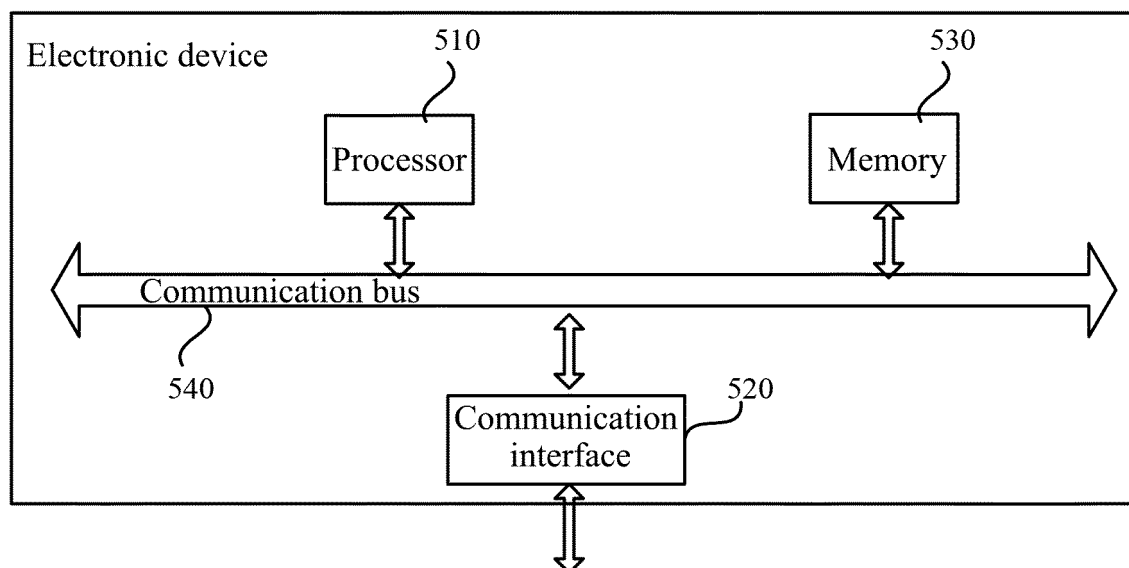 510
530
Electronic device
Processor
Memory
Communication bus
540
520
Communication
interface